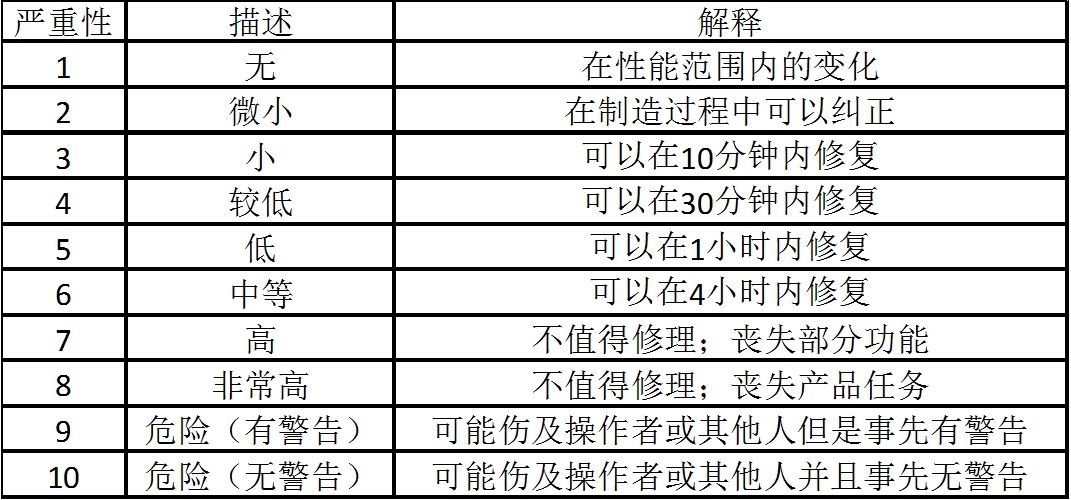 严重性 描述 解释
1 无 在性能范围内的变化
2 微小 在制造过程中可以纠正
3 小 可以在10分钟内修复
4 较低 可以在30分钟内修复
5 低 可以在1小时内修复
6 中等 可以在4小时内修复
7 高 不值得修理；丧失部分功能
8 非常高 不值得修理；丧失产品任务
9 危险（有警告） 可能伤及操作者或其他人但是事先有警告
10 危险（无警告） 可能伤及操作者或其他人并且事先无警告